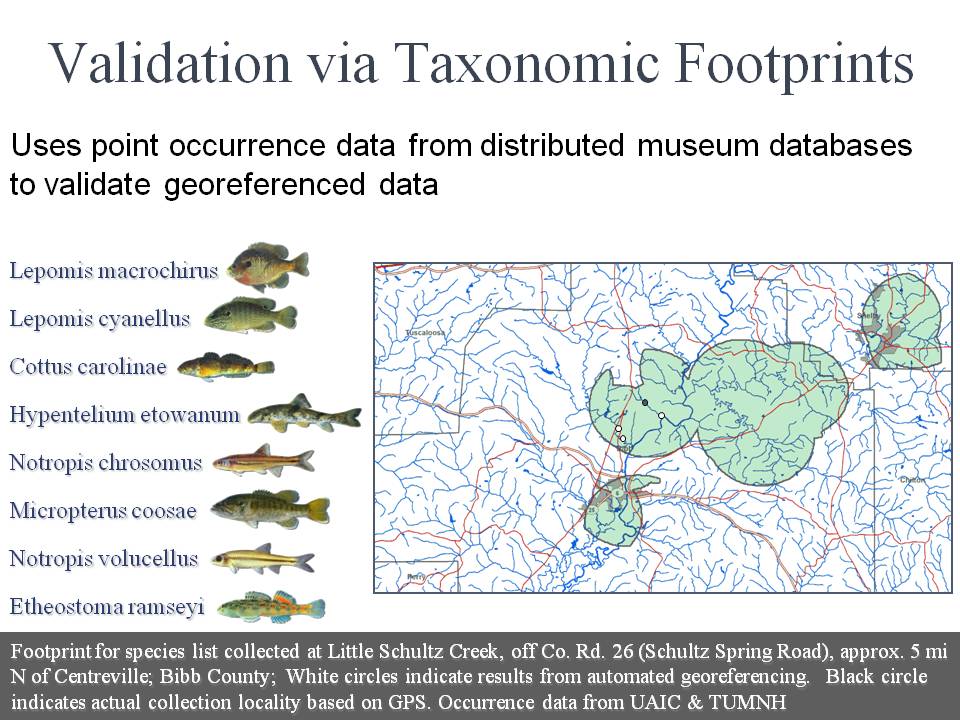 Validation via Taxonomic Footprints
Uses point occurrence data from distributed museum databases
to validate georeferenced data
Lepomis macrochirus
Lepomis cyanellus
Cottus carolinae
Hypentelium etowanum
Notropis chrosomus
Micropterus coosae
Notropis volucellus
Etheostoma ramseyi
Tuscaloosa
Shelby
Bibb
Chilton
Perry
Footprint for species list collected at Little Schultz Creek, off Co. Rd. 26 (Schultz Spring Road), approx. 5 mi
N of Centreville; Bibb County; White circles indicate results from automated georeferencing. Black circle
indicates actual collection locality based on GPS. Occurrence data from UAIC & TUMNH